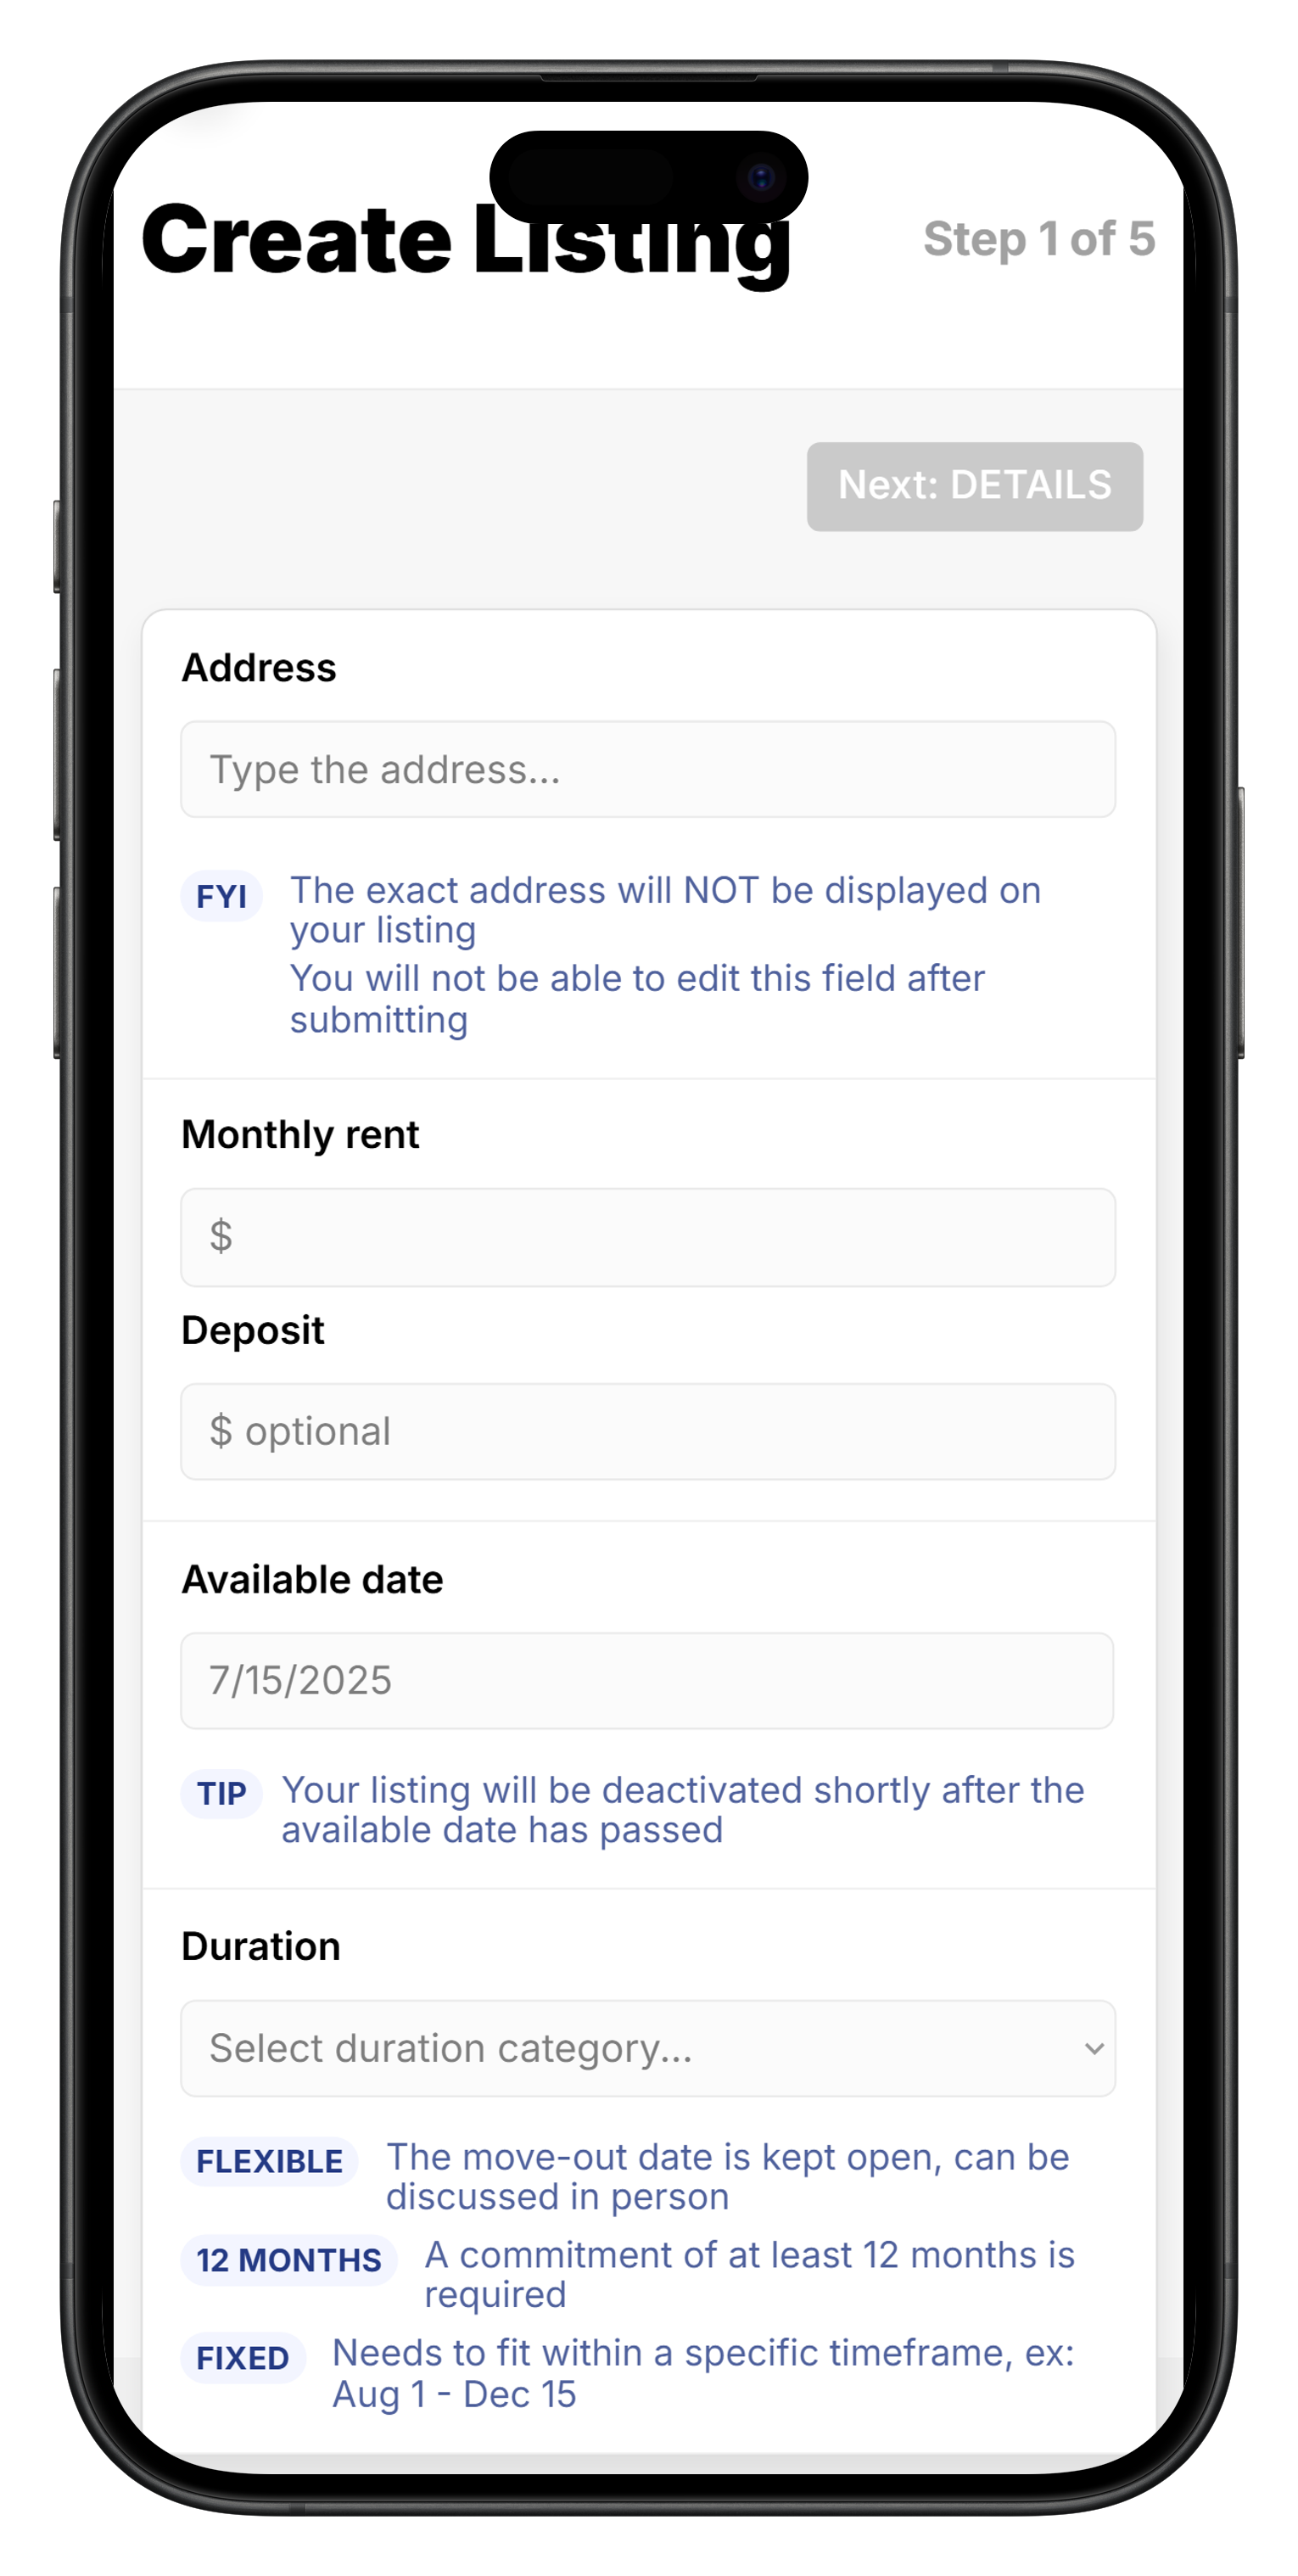 Create Listing
Step 1 of 5
Next: DETAILS
Address
Type the address...
FYI
The exact address will NOT be displayed on
your listing
You will not be able to edit this field after
submitting
Monthly rent
$
Deposit
$ optional
Available date
7/15/2025
TIP
Your listing will be deactivated shortly after the
available date has passed
Duration
Select duration category...
FLEXIBLE
The move-out date is kept open, can be
discussed in person
12 MONTHS
A commitment of at least 12 months is
required
FIXED
Needs to fit within a specific timeframe, ex:
Aug 1 - Dec 15